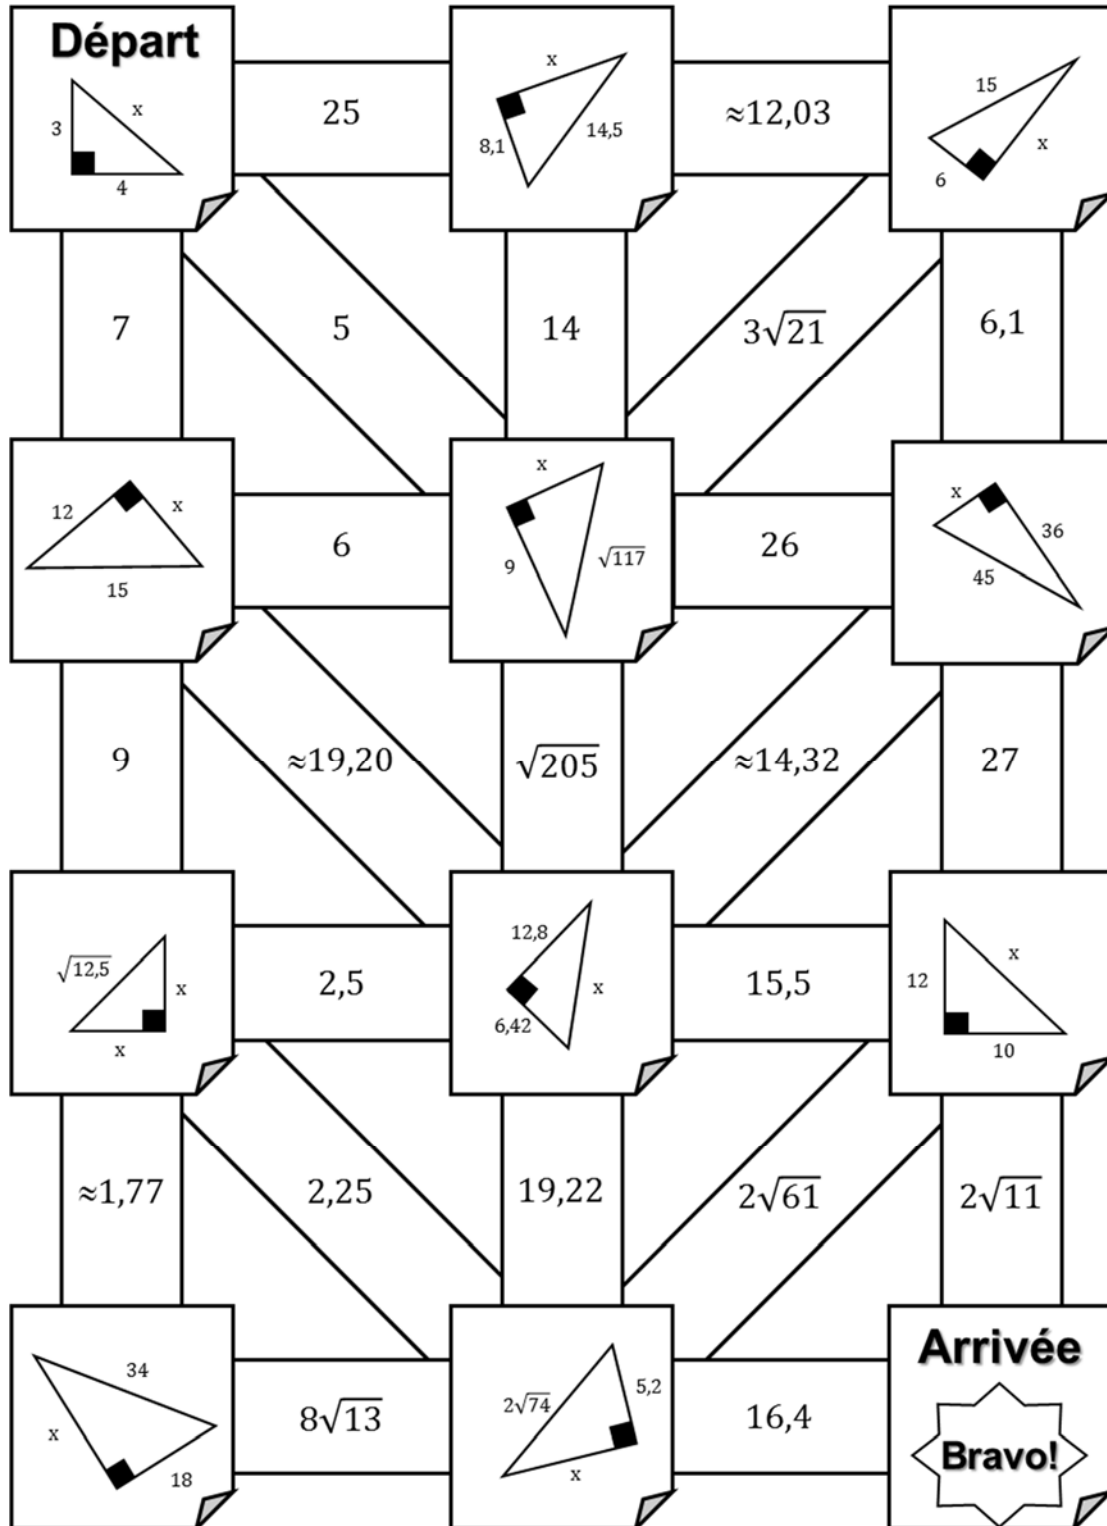 Départ
3
x
4
25
x
8,1
14,5
≈12,03
15
x
6
7
5
14
3√21
6,1
12
x
15
6
x
9
√117
26
x
36
45
9
≈19,20
√205
≈14,32
27
√12,5
x
x
2,5
12,8
x
6,42
15,5
12
x
10
≈1,77
2,25
19,22
2√61
2√11
34
x
18
8√13
2√74
5,2
x
16,4
Arrivée
Bravo!